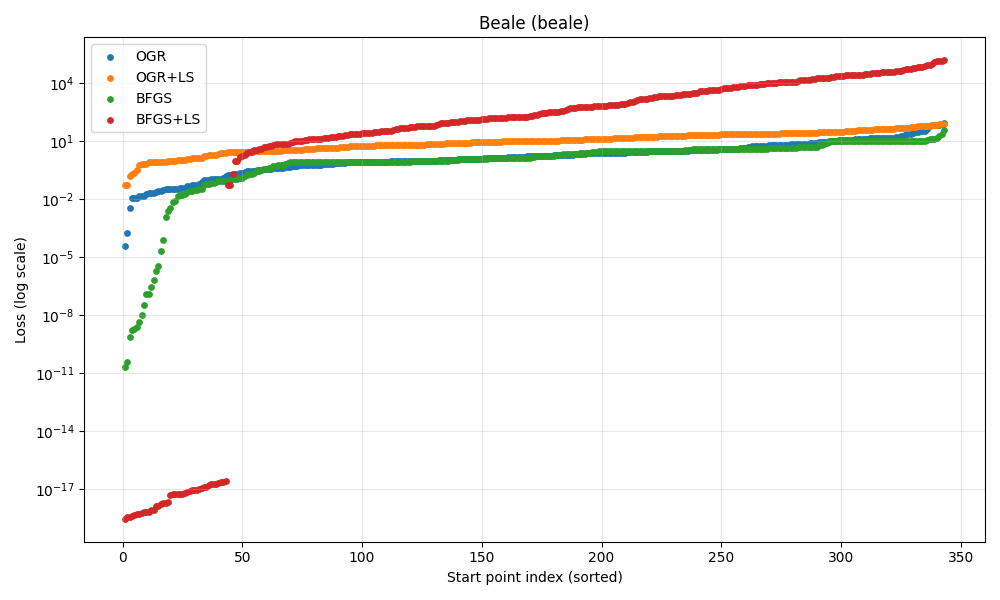 Beale (beale)
OGR
OGR+LS
BFGS
BFGS+LS
Loss (log scale)
10^4
10^1
10^-2
10^-5
10^-8
10^-11
10^-14
10^-17
0 50 100 150 200 250 300 350
Start point index (sorted)